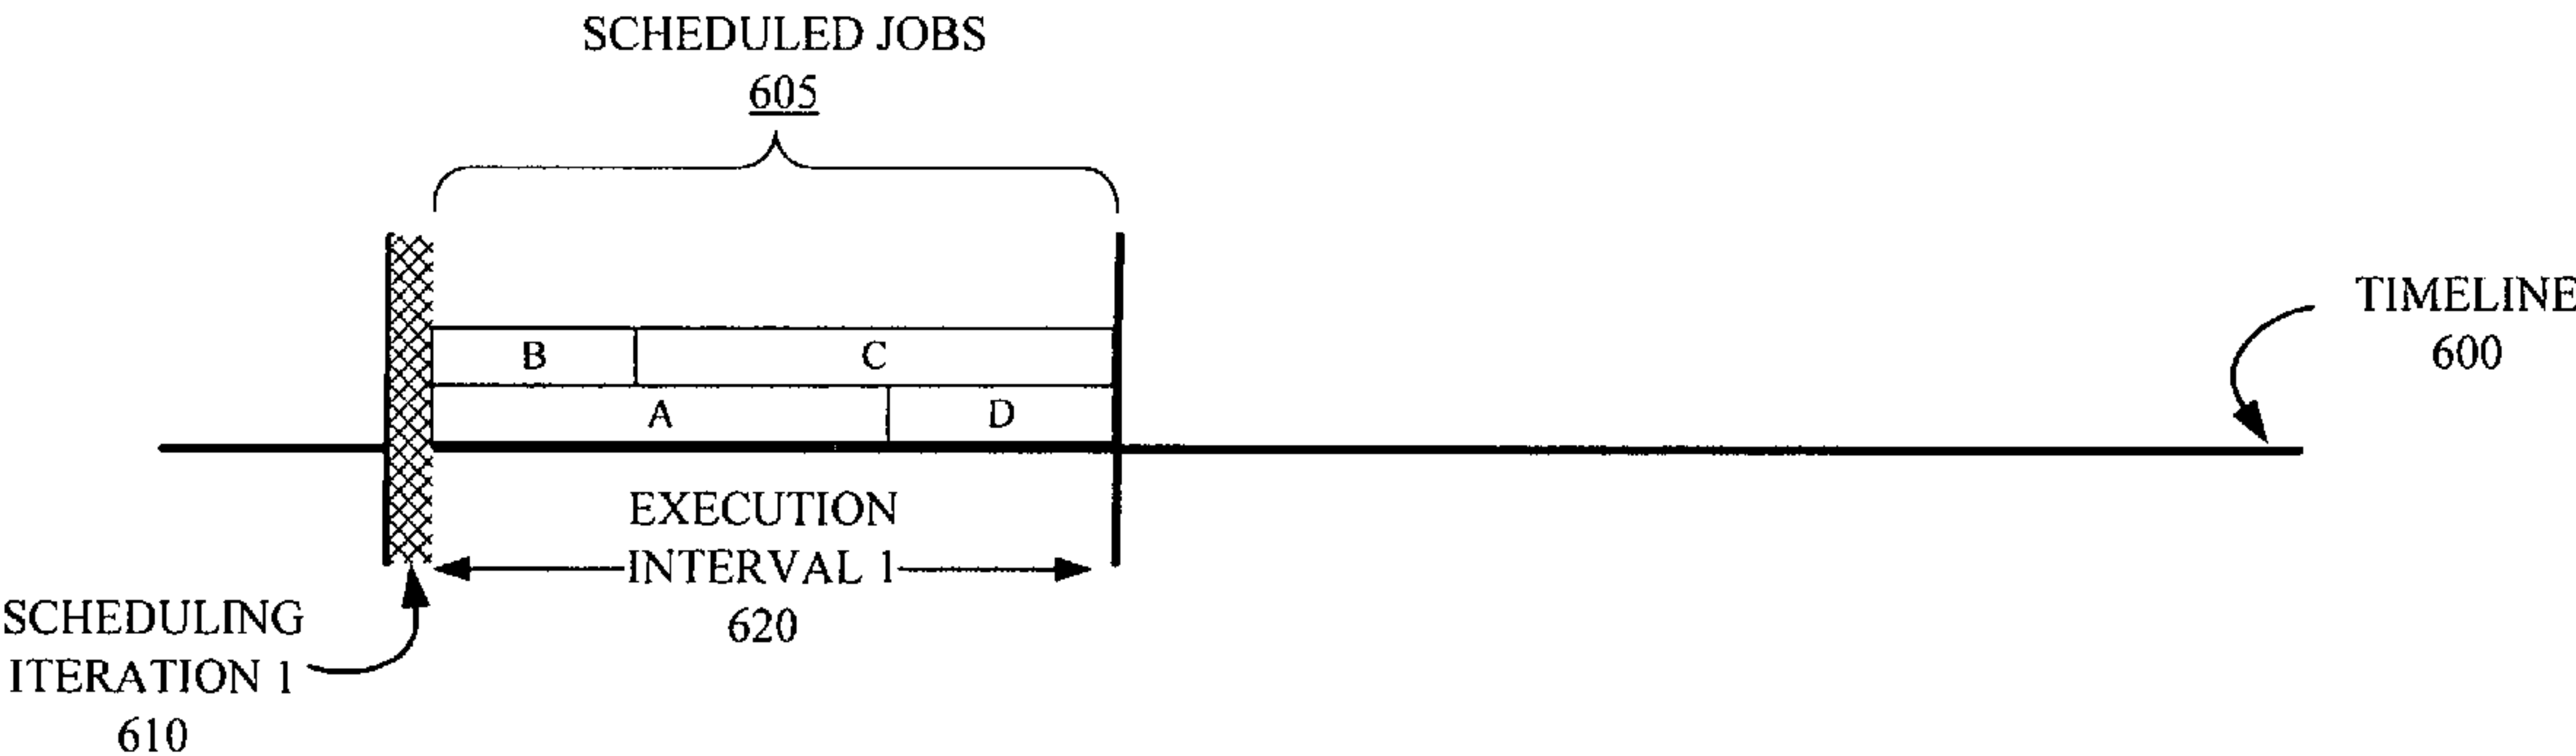 SCHEDULED JOBS
605
TIMELINE
600
B
C
A
D
EXECUTION
INTERVAL 1
620
SCHEDULING
ITERATION 1
610